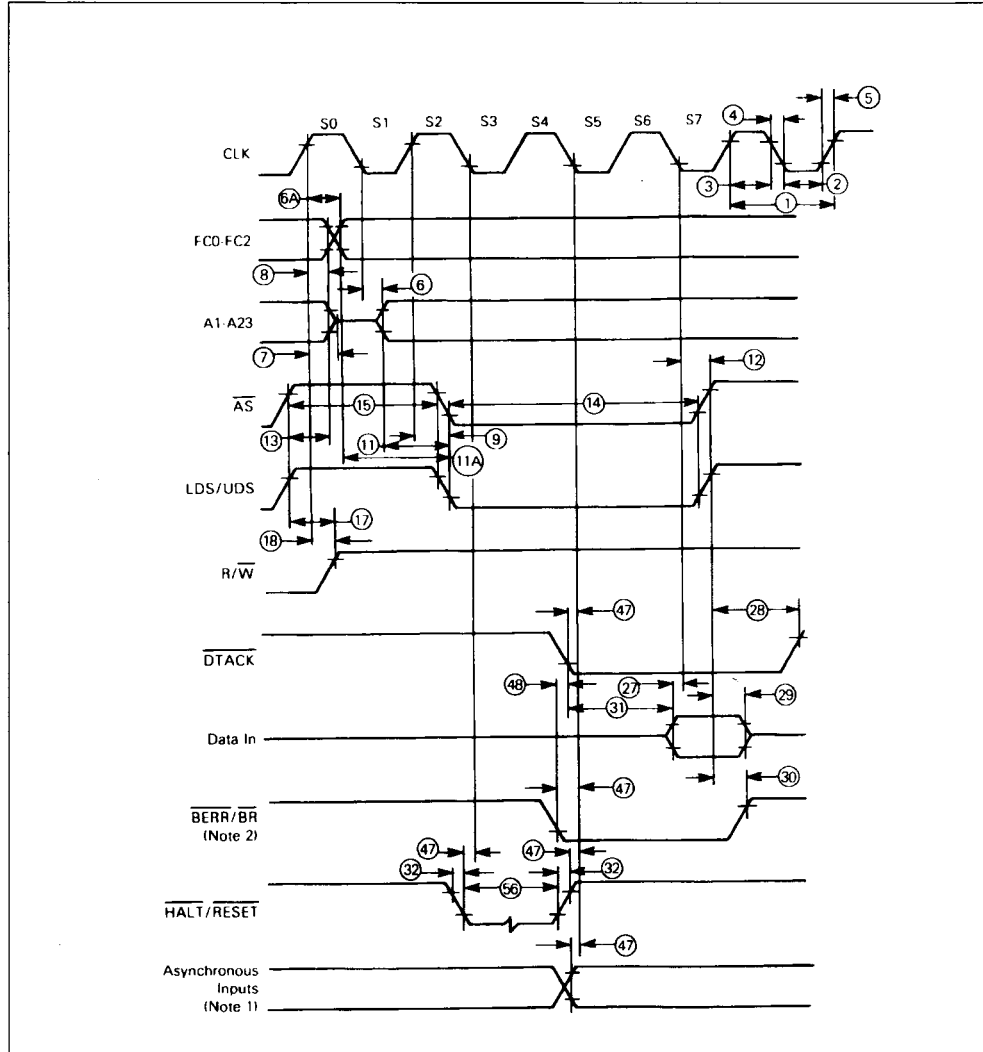 S0 S1 S2 S3 S4 S5 S6 S7
4
5
CLK
3
2
1
6A
FC0-FC2
8
6
A1-A23
7
12
AS
15
14
13
11
9
11A
LDS/UDS
17
18
R/W
47
28
DTACK
48
27
29
31
Data In
47
30
BERR/BR
(Note 2)
47
47
32
56
32
HALT/RESET
47
Asynchronous
Inputs
(Note 1)